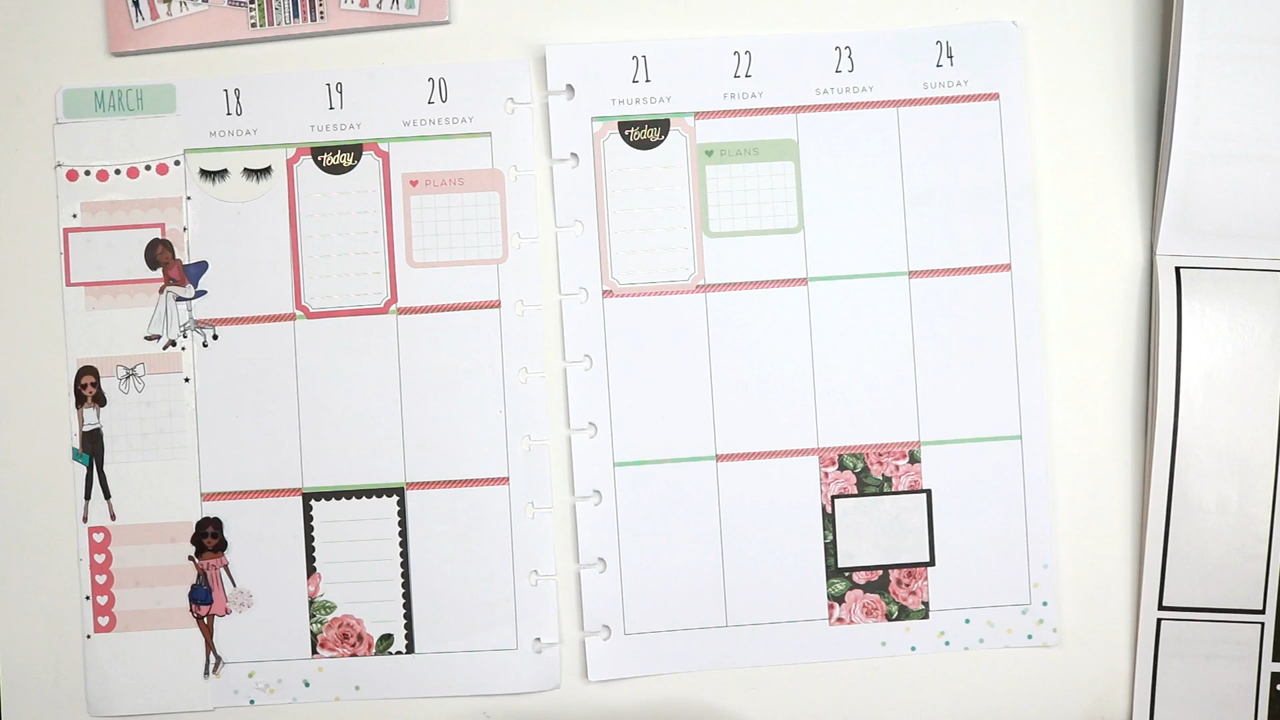 MARCH
18
MONDAY
19
TUESDAY
20
WEDNESDAY
21
THURSDAY
22
FRIDAY
23
SATURDAY
24
SUNDAY
today
PLANS
today
PLANS